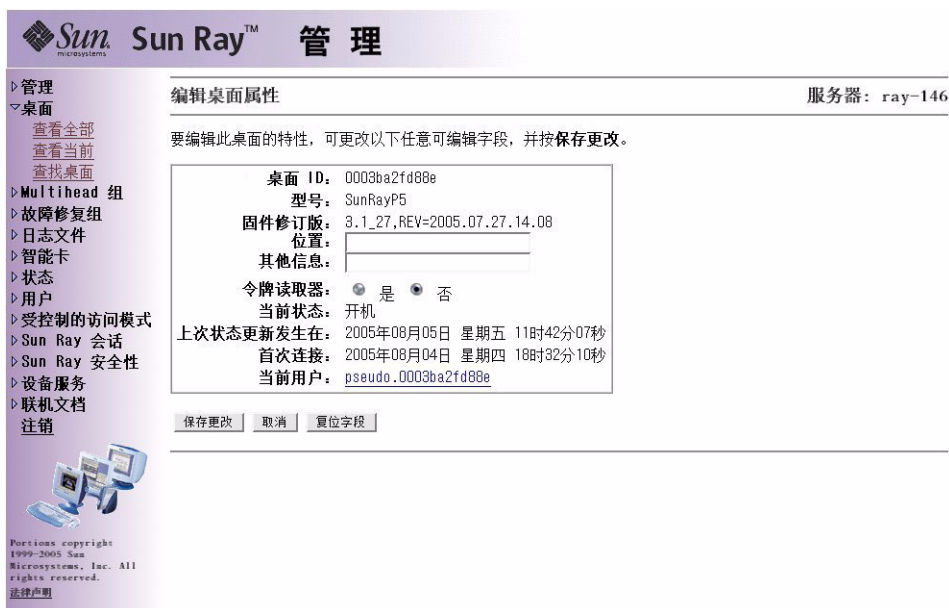 Sun microsystems Sun Ray™ 管 理
▷管理
▽桌面
查看全部
查看当前
查找桌面
▷Multihead 组
▷故障修复组
▷日志文件
▷智能卡
▷状态
▷用户
▷受控制的访问模式
▷Sun Ray 会话
▷Sun Ray 安全性
▷设备服务
▷联机文档
注销
Portions copyright
1999-2005 Sun
Microsystems, Inc. All
rights reserved.
法律声明
编辑桌面属性 服务器: ray-146
要编辑此桌面的特性，可更改以下任意可编辑字段，并按保存更改。
桌面 ID: 0003ba2fd88e
型号: SunRayP5
固件修订版: 3.1_27,REV=2005.07.27.14.08
位置:
其他信息:
令牌读取器: 是 否
当前状态: 开机
上次状态更新发生在: 2005年08月05日 星期五 11时42分07秒
首次连接: 2005年08月04日 星期四 18时32分10秒
当前用户: pseudo.0003ba2fd88e
保存更改 取消 复位字段